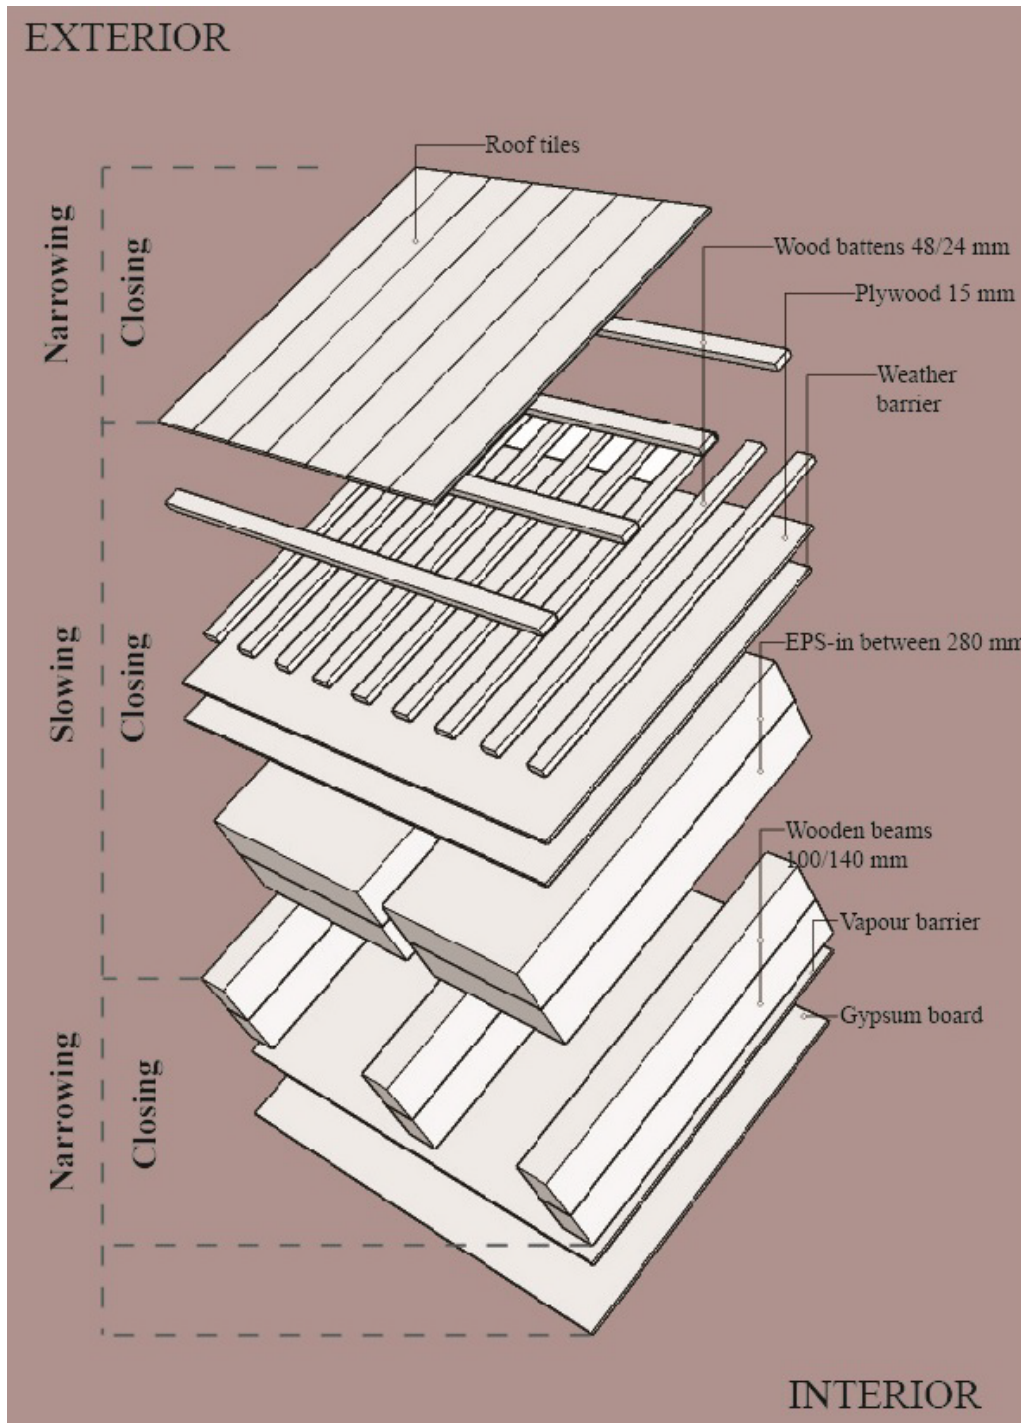 EXTERIOR
Roof tiles
Narrowing
Closing
Wood battens 48/24 mm
Plywood 15 mm
Weather
barrier
Slowing
Closing
EPS-in between 280 mm
Wooden beams
100/140 mm
Vapour barrier
Gypsum board
Narrowing
Closing
INTERIOR